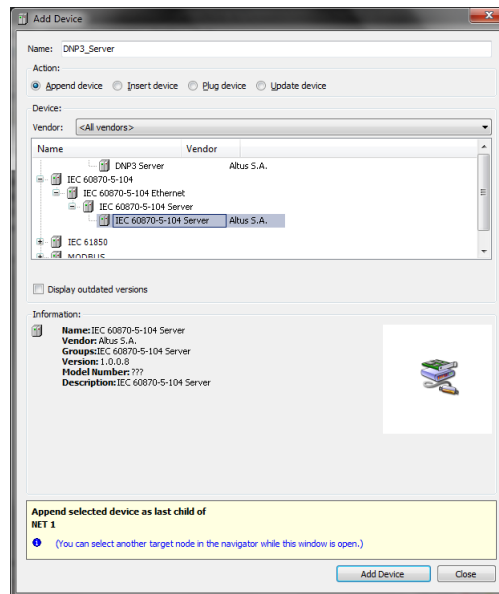 Add Device
Name: DNP3_Server
Action:
Append device Insert device Plug device Update device
Device:
Vendor: <All vendors>
Name Vendor
DNP3 Server Altus S.A.
IEC 60870-5-104
IEC 60870-5-104 Ethernet
IEC 60870-5-104 Server
IEC 60870-5-104 Server Altus S.A.
IEC 61850
MODBUS
Display outdated versions
Information:
Name: IEC 60870-5-104 Server
Vendor: Altus S.A.
Groups: IEC 60870-5-104 Server
Version: 1.0.0.8
Model Number: ???
Description: IEC 60870-5-104 Server
Append selected device as last child of
NET 1
(You can select another target node in the navigator while this window is open.)
Add Device Close